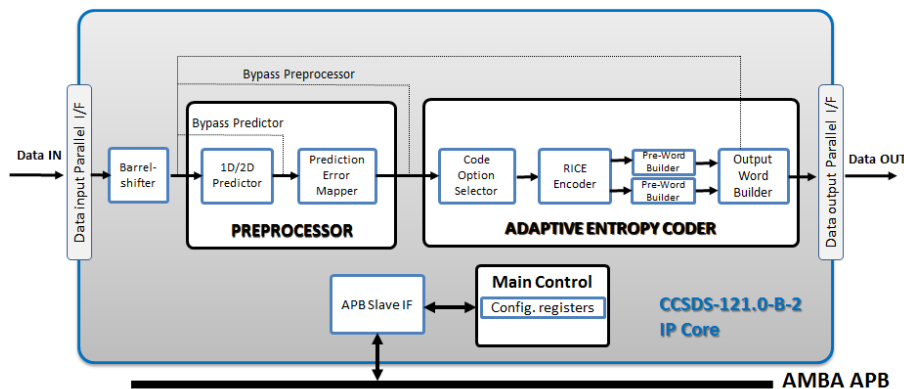 Bypass Preprocessor
Bypass Predictor
Data IN
Data input Parallel I/F
Barrel-
shifter
1D/2D
Predictor
Prediction
Error
Mapper
PREPROCESSOR
Code
Option
Selector
RICE
Encoder
Pre-Word
Builder
Pre-Word
Builder
Output
Word
Builder
ADAPTIVE ENTROPY CODER
Data output Parallel I/F
Data OUT
APB Slave IF
Main Control
Config. registers
CCSDS-121.0-B-2
IP Core
AMBA APB